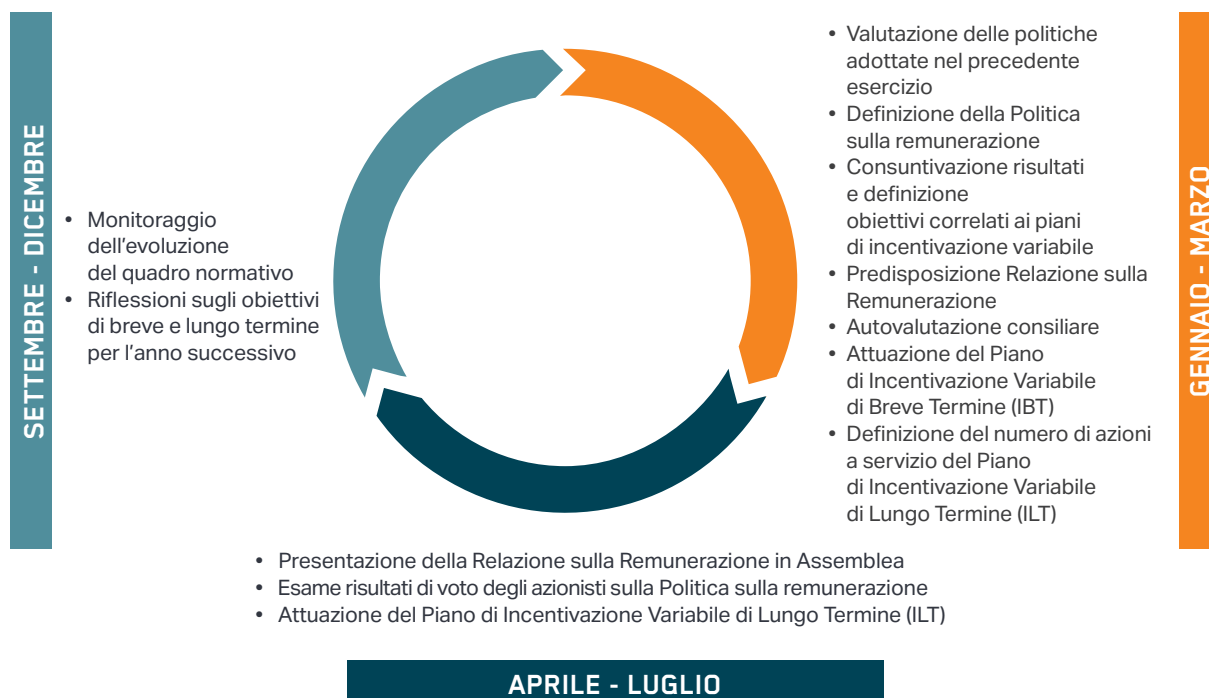 SETTEMBRE - DICEMBRE
• Monitoraggio
dell'evoluzione
del quadro normativo
• Riflessioni sugli obiettivi
di breve e lungo termine
per l'anno successivo
• Valutazione delle politiche
adottate nel precedente
esercizio
• Definizione della Politica
sulla remunerazione
• Consuntivazione risultati
e definizione
obiettivi correlati ai piani
di incentivazione variabile
• Predisposizione Relazione sulla
Remunerazione
• Autovalutazione consiliare
• Attuazione del Piano
di Incentivazione Variabile
di Breve Termine (IBT)
• Definizione del numero di azioni
a servizio del Piano
di Incentivazione Variabile
di Lungo Termine (ILT)
GENNAIO - MARZO
• Presentazione della Relazione sulla Remunerazione in Assemblea
• Esame risultati di voto degli azionisti sulla Politica sulla remunerazione
• Attuazione del Piano di Incentivazione Variabile di Lungo Termine (ILT)
APRILE - LUGLIO